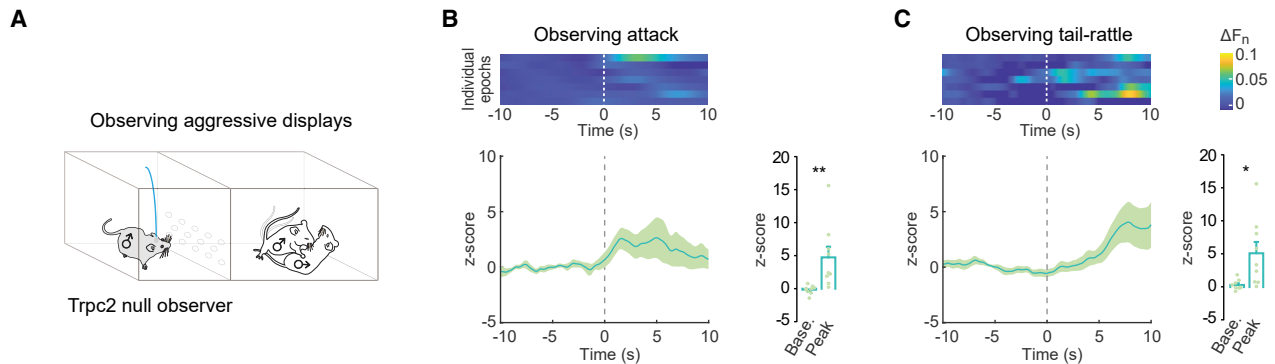 A
Observing aggressive displays
♂
♂
♂
Trpc2 null observer
B
Observing attack
Individual
epochs
-10 -5 0 5 10
Time (s)
10
5
0
-5
z-score
-10 -5 0 5 10
Time (s)
20
15
10
5
0
-5
z-score
**
Base.
Peak
C
Observing tail-rattle
-10 -5 0 5 10
Time (s)
ΔFn
0.1
0.05
0
10
5
0
-5
z-score
-10 -5 0 5 10
Time (s)
20
15
10
5
0
-5
z-score
*
Base.
Peak